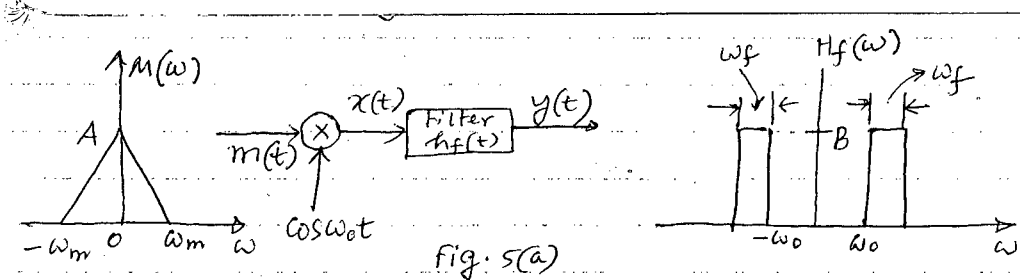 M(ω)
A
-ωm 0 ωm ω
m(t)
×
cosω₀t
x(t)
Filter
hf(t)
y(t)
fig. 5(a)
ωf
Hf(ω)
ωf
B
-ω₀ ω₀ ω